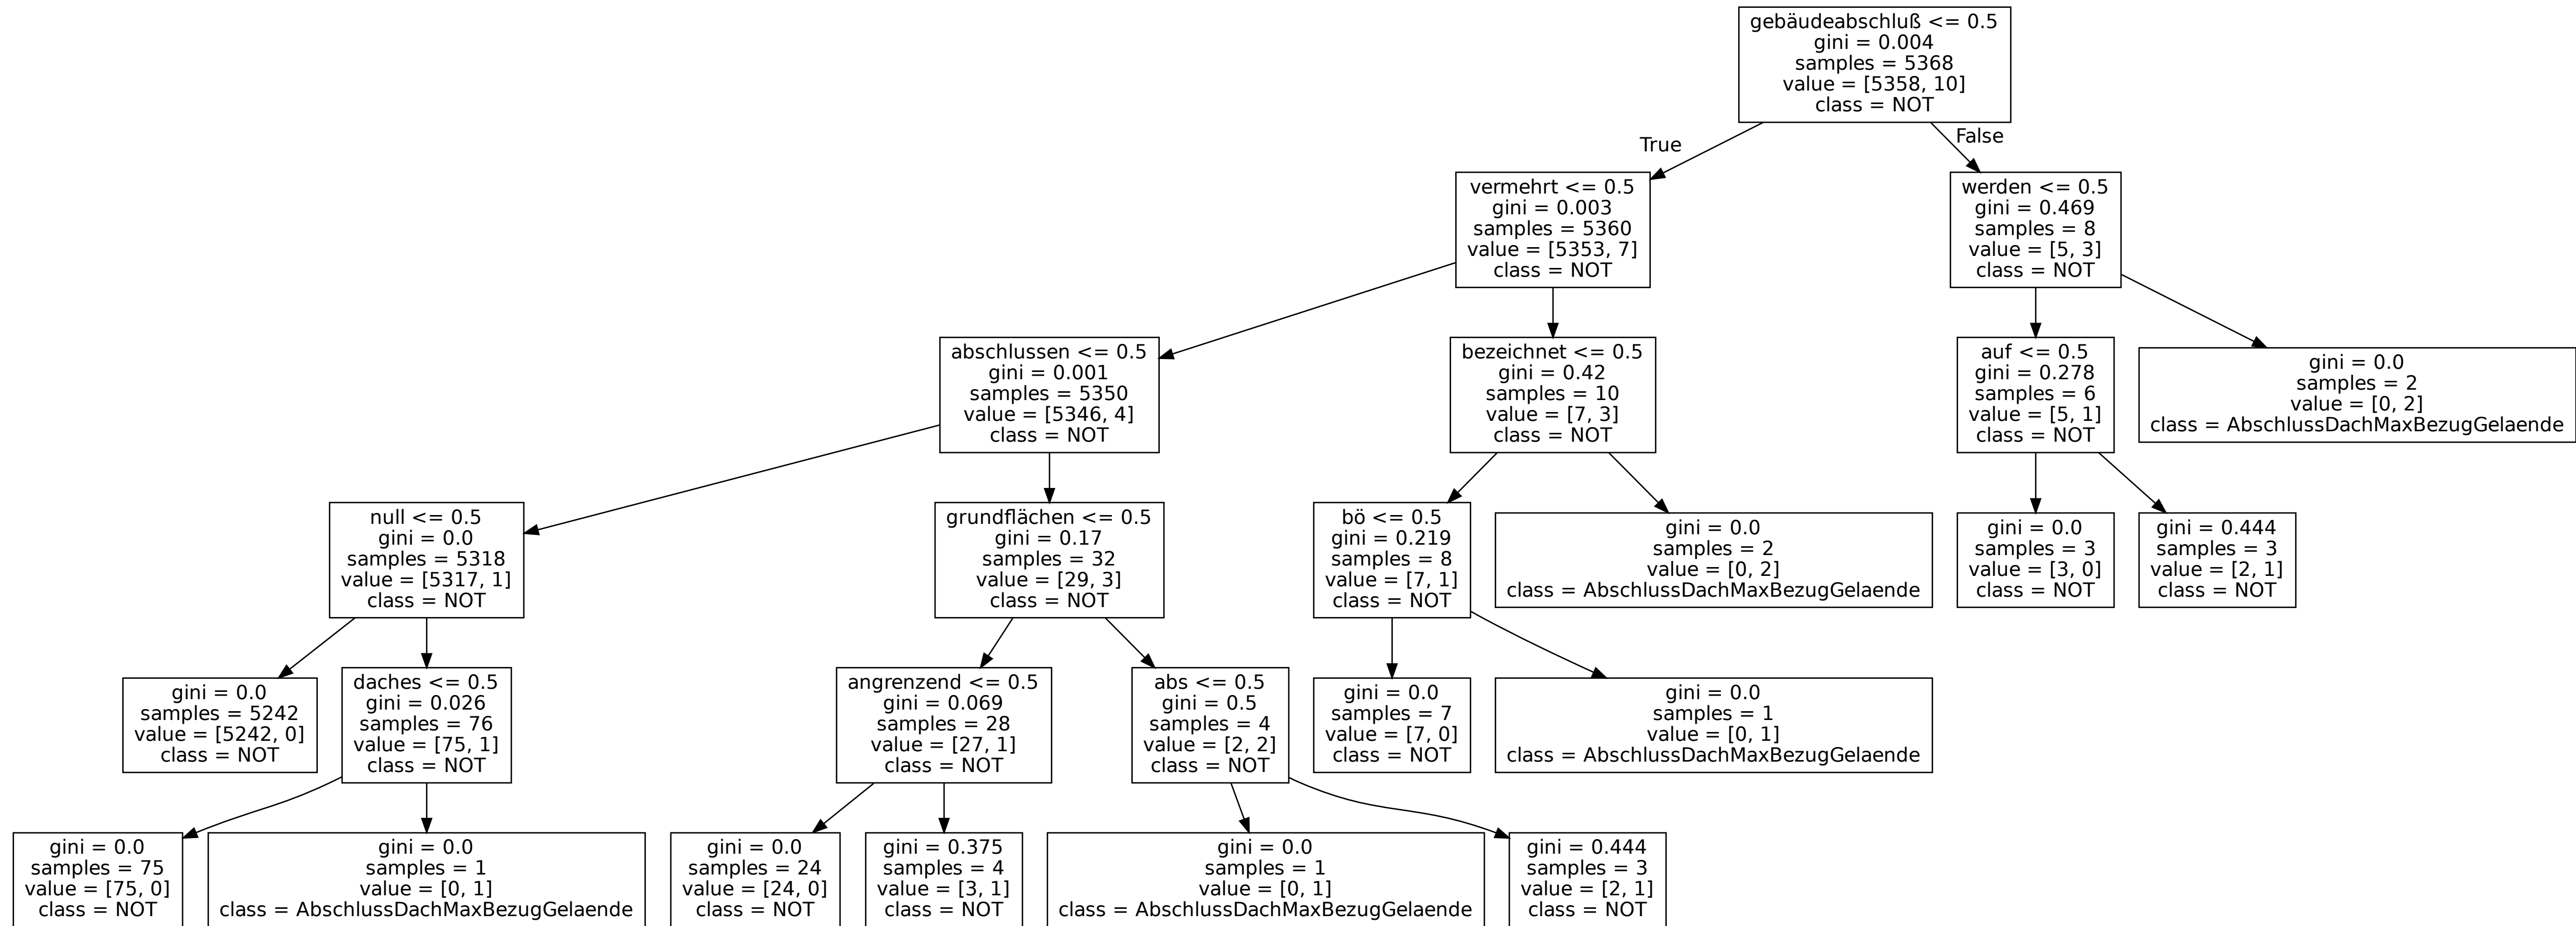 gebäudeabschluß <= 0.5
gini = 0.004
samples = 5368
value = [5358, 10]
class = NOT
True
False
vermehrt <= 0.5
gini = 0.003
samples = 5360
value = [5353, 7]
class = NOT
werden <= 0.5
gini = 0.469
samples = 8
value = [5, 3]
class = NOT
abschlussen <= 0.5
gini = 0.001
samples = 5350
value = [5346, 4]
class = NOT
bezeichnet <= 0.5
gini = 0.42
samples = 10
value = [7, 3]
class = NOT
auf <= 0.5
gini = 0.278
samples = 6
value = [5, 1]
class = NOT
gini = 0.0
samples = 2
value = [0, 2]
class = AbschlussDachMaxBezugGelaende
null <= 0.5
gini = 0.0
samples = 5318
value = [5317, 1]
class = NOT
grundflächen <= 0.5
gini = 0.17
samples = 32
value = [29, 3]
class = NOT
bö <= 0.5
gini = 0.219
samples = 8
value = [7, 1]
class = NOT
gini = 0.0
samples = 2
value = [0, 2]
class = AbschlussDachMaxBezugGelaende
gini = 0.0
samples = 3
value = [3, 0]
class = NOT
gini = 0.444
samples = 3
value = [2, 1]
class = NOT
gini = 0.0
samples = 5242
value = [5242, 0]
class = NOT
daches <= 0.5
gini = 0.026
samples = 76
value = [75, 1]
class = NOT
angrenzend <= 0.5
gini = 0.069
samples = 28
value = [27, 1]
class = NOT
abs <= 0.5
gini = 0.5
samples = 4
value = [2, 2]
class = NOT
gini = 0.0
samples = 7
value = [7, 0]
class = NOT
gini = 0.0
samples = 1
value = [0, 1]
class = AbschlussDachMaxBezugGelaende
gini = 0.0
samples = 75
value = [75, 0]
class = NOT
gini = 0.0
samples = 1
value = [0, 1]
class = AbschlussDachMaxBezugGelaende
gini = 0.0
samples = 24
value = [24, 0]
class = NOT
gini = 0.375
samples = 4
value = [3, 1]
class = NOT
gini = 0.0
samples = 1
value = [0, 1]
class = AbschlussDachMaxBezugGelaende
gini = 0.444
samples = 3
value = [2, 1]
class = NOT